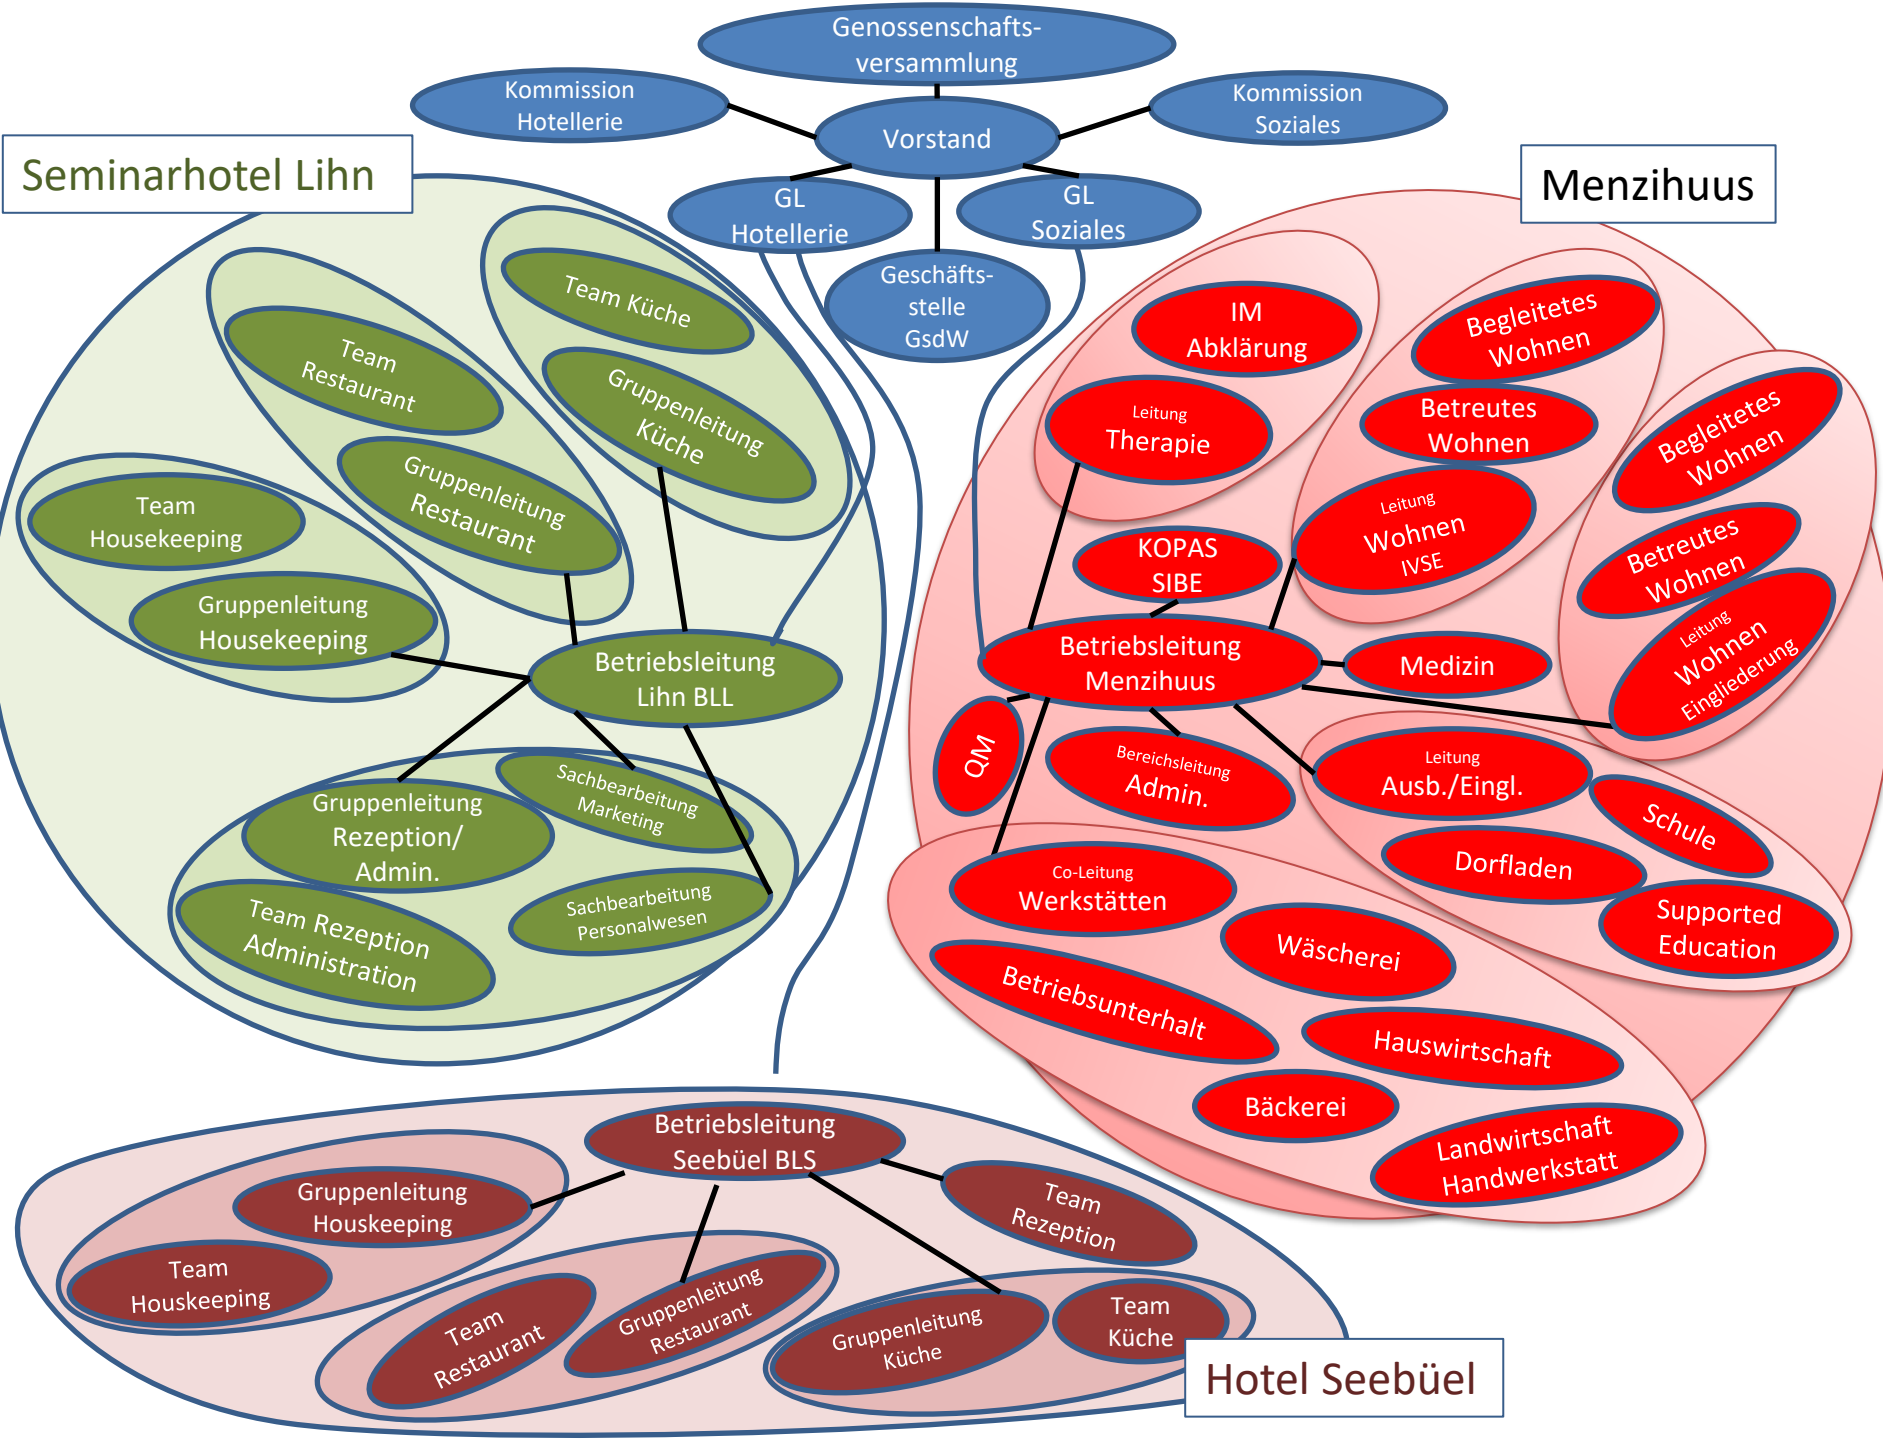 Genossenschafts-
versammlung
Kommission
Hotellerie
Kommission
Soziales
Vorstand
GL
Hotellerie
GL
Soziales
Geschäfts-
stelle
GsdW
Seminarhotel Lihn
Team Küche
Gruppenleitung
Küche
Team
Restaurant
Gruppenleitung
Restaurant
Team
Housekeeping
Gruppenleitung
Housekeeping
Betriebsleitung
Lihn BLL
Gruppenleitung
Rezeption/
Admin.
Sachbearbeitung
Marketing
Sachbearbeitung
Personalwesen
Team Rezeption
Administration
Menzihuus
IM
Abklärung
Leitung
Therapie
Begleitetes
Wohnen
Betreutes
Wohnen
Leitung
Wohnen
IVSE
Begleitetes
Wohnen
Betreutes
Wohnen
Leitung
Wohnen
Eingliederung
KOPAS
SIBE
Betriebsleitung
Menzihuus
Medizin
QM
Bereichsleitung
Admin.
Leitung
Ausb./Eingl.
Schule
Dorfladen
Supported
Education
Co-Leitung
Werkstätten
Wäscherei
Betriebsunterhalt
Hauswirtschaft
Bäckerei
Landwirtschaft
Handwerkstatt
Betriebsleitung
Seebüel BLS
Gruppenleitung
Houskeeping
Team
Houskeeping
Team
Restaurant
Gruppenleitung
Restaurant
Gruppenleitung
Küche
Team
Küche
Team
Rezeption
Hotel Seebüel